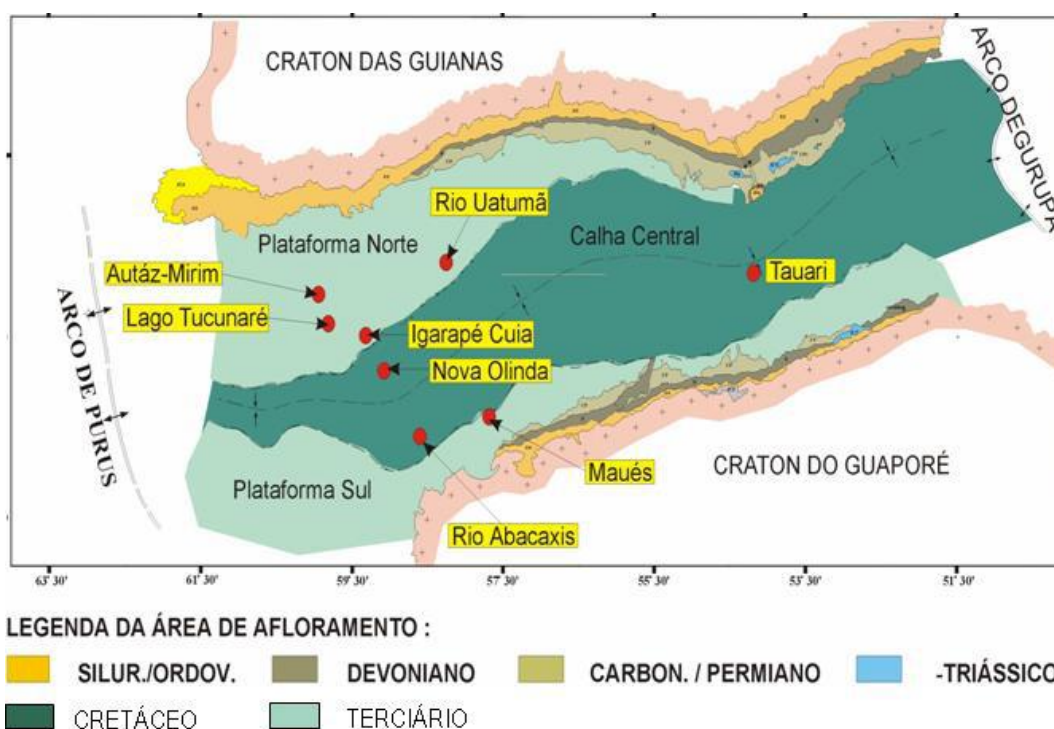 CRATON DAS GUIANAS
ARCO DEGURUPÁ
Rio Uatumã
Plataforma Norte
Calha Central
Autáz-Mirim
Tauari
Lago Tucunaré
Igarapé Cuia
ARCO DE PURUS
Nova Olinda
Maués
CRATON DO GUAPORÉ
Plataforma Sul
Rio Abacaxis
63° 30' 61° 30' 59° 30' 57° 30' 55° 30' 53° 30' 51° 30'
LEGENDA DA ÁREA DE AFLORAMENTO :
SILUR./ORDOV. DEVONIANO CARBON. / PERMIANO -TRIÁSSICO
CRETÁCEO TERCIÁRIO